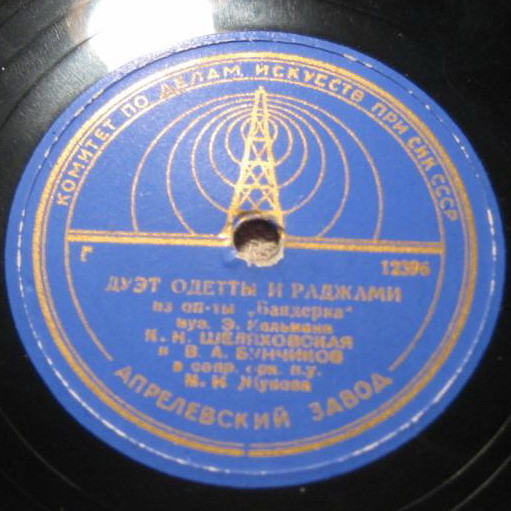 КОМИТЕТ ПО ДЕЛАМ ИСКУССТВ ПРИ СНК СССР
Г 12396
ДУЭТ ОДЕТТЫ И РАДЖАМИ
из оп-ты „Баядерка"
муз. Э. Кальмана
ШЕЛЯХОВСКАЯ
и В. А. БУНЧИКОВ
в сопр. орк. п.у.
АПРЕЛЕВСКИЙ ЗАВОД